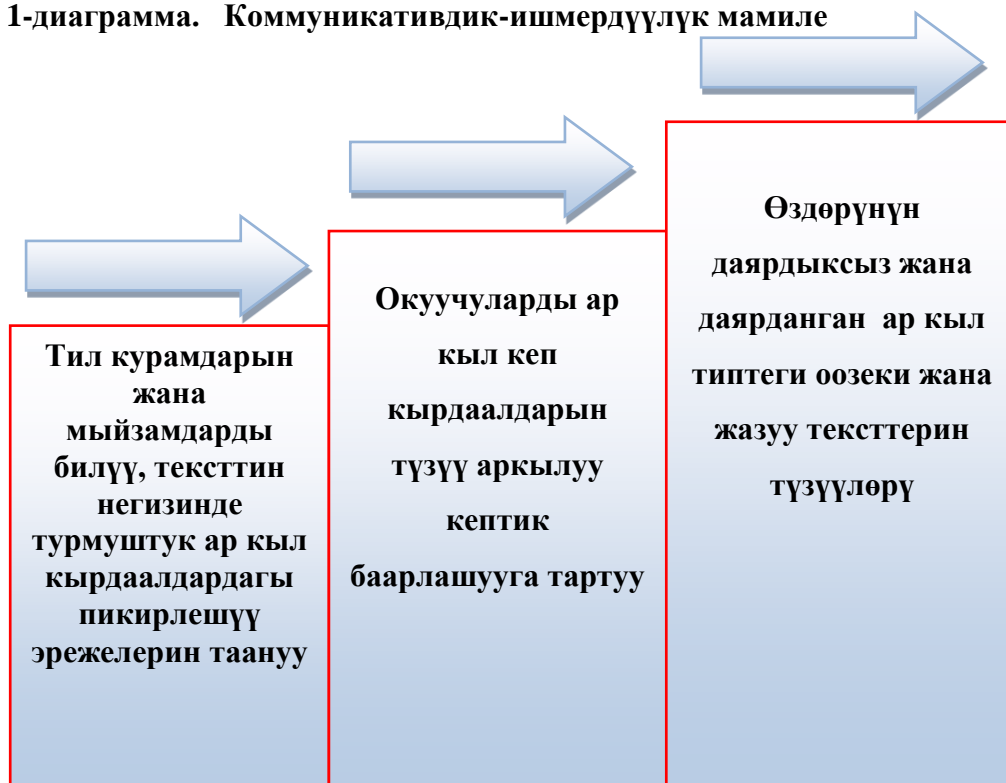 1-диаграмма. Коммуникативдик-ишмердүүлүк мамиле
Тил курамдарын
жана
мыйзамдарды
билүү, тексттин
негизинде
турмуштук ар кыл
кырдаалдардагы
пикирлешүү
эрежелерин таануу
Окуучуларды ар
кыл кеп
кырдаалдарын
түзүү аркылуу
кептик
баарлашууга тартуу
Өздөрүнүн
даярдыксыз жана
даярданган ар кыл
типтеги оозеки жана
жазуу тексттерин
түзүүлөрү